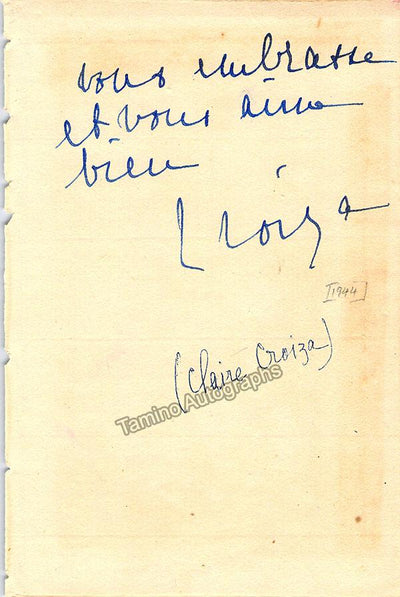 vous embrasse
et vous aime
bien
Croiza
[1944]
(Claire Croiza)
Tamino Autographs